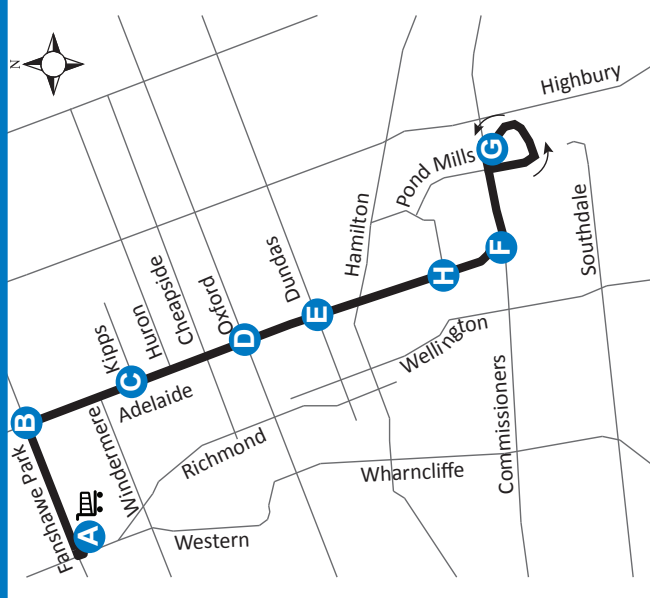 N
Highbury
G
Pond Mills
Hamilton
F
Southdale
H
Dundas
E
Oxford
D
Cheapside
Huron
Kipps
C
Adelaide
B
Windermere
Fanshawe Park
A
Richmond
Wellington
Western
Wharncliffe
Commissioners